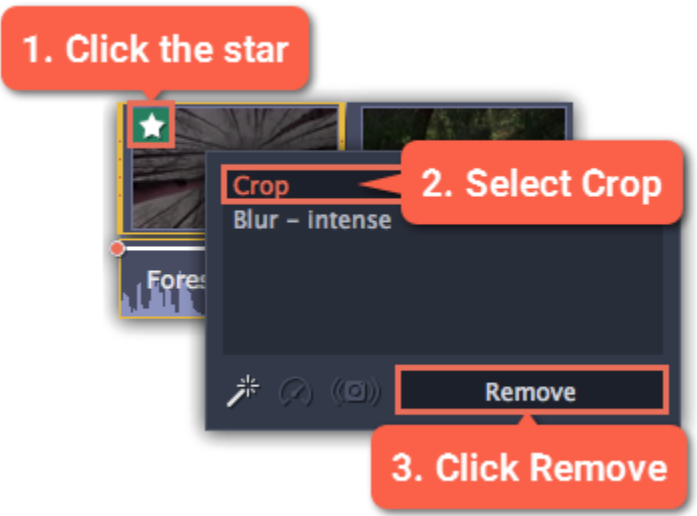 1. Click the star
Crop
2. Select Crop
Blur – intense
Remove
3. Click Remove